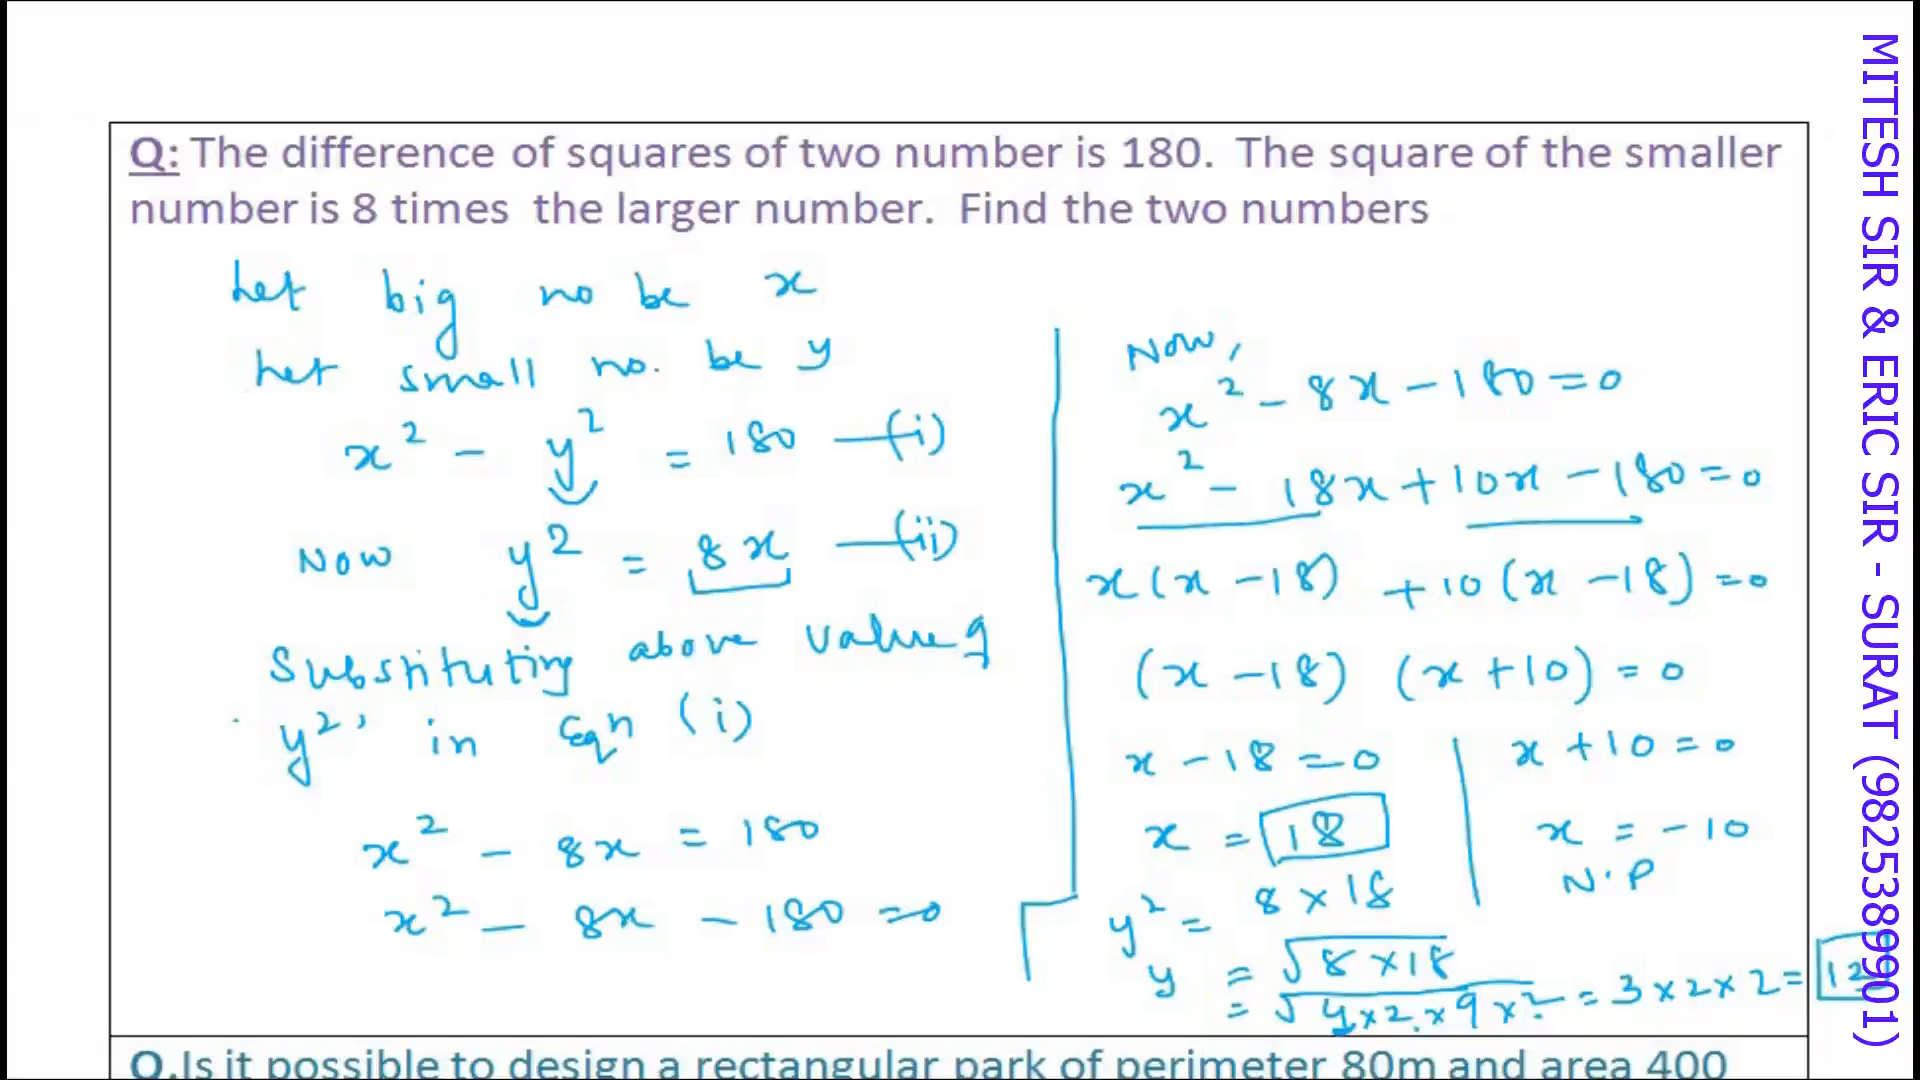 Q: The difference of squares of two number is 180. The square of the smaller
number is 8 times the larger number. Find the two numbers
Let big no be x
Let small no. be y
x² - y² = 180 —(i)
Now y² = 8x —(ii)
Substituting above value of
y²' in Eqn (i)
x² - 8x = 180
x² - 8x - 180 = 0
Now,
x² - 8x - 180 = 0
x² - 18x + 10x - 180 = 0
x(x - 18) + 10(x - 18) = 0
(x - 18) (x + 10) = 0
x - 18 = 0
x = 18
x + 10 = 0
x = - 10
N.P
y² = 8 × 18
y = √8 × 18
= √4 × 2 × 9 × 2 = 3 × 2 × 2 = 12
Q.Is it possible to design a rectangular park of perimeter 80m and area 400
MITESH SIR & ERIC SIR - SURAT (9825389901)